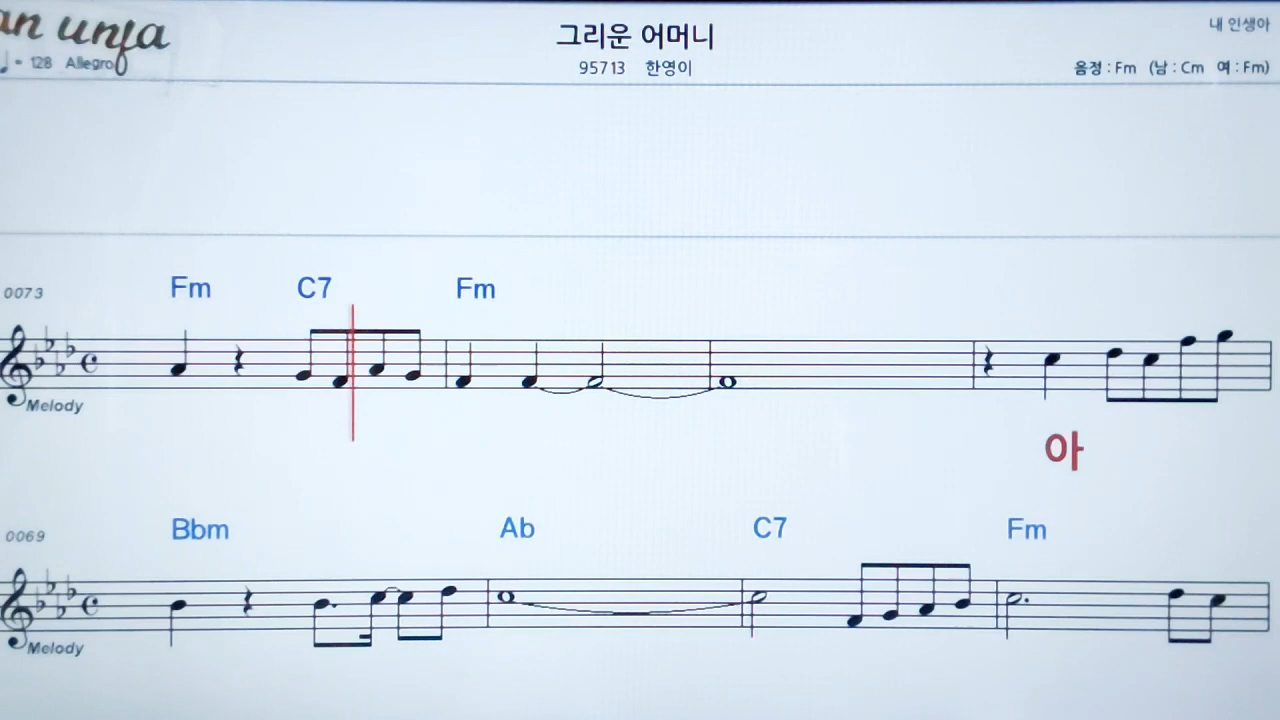 an unfa
그리운 어머니
내 인생아
♩ = 128 Allegro
95713 한영이
음정 : Fm (남 : Cm 여 : Fm)
Fm C7 Fm
0073
Melody
아
Bbm Ab C7 Fm
0069
Melody